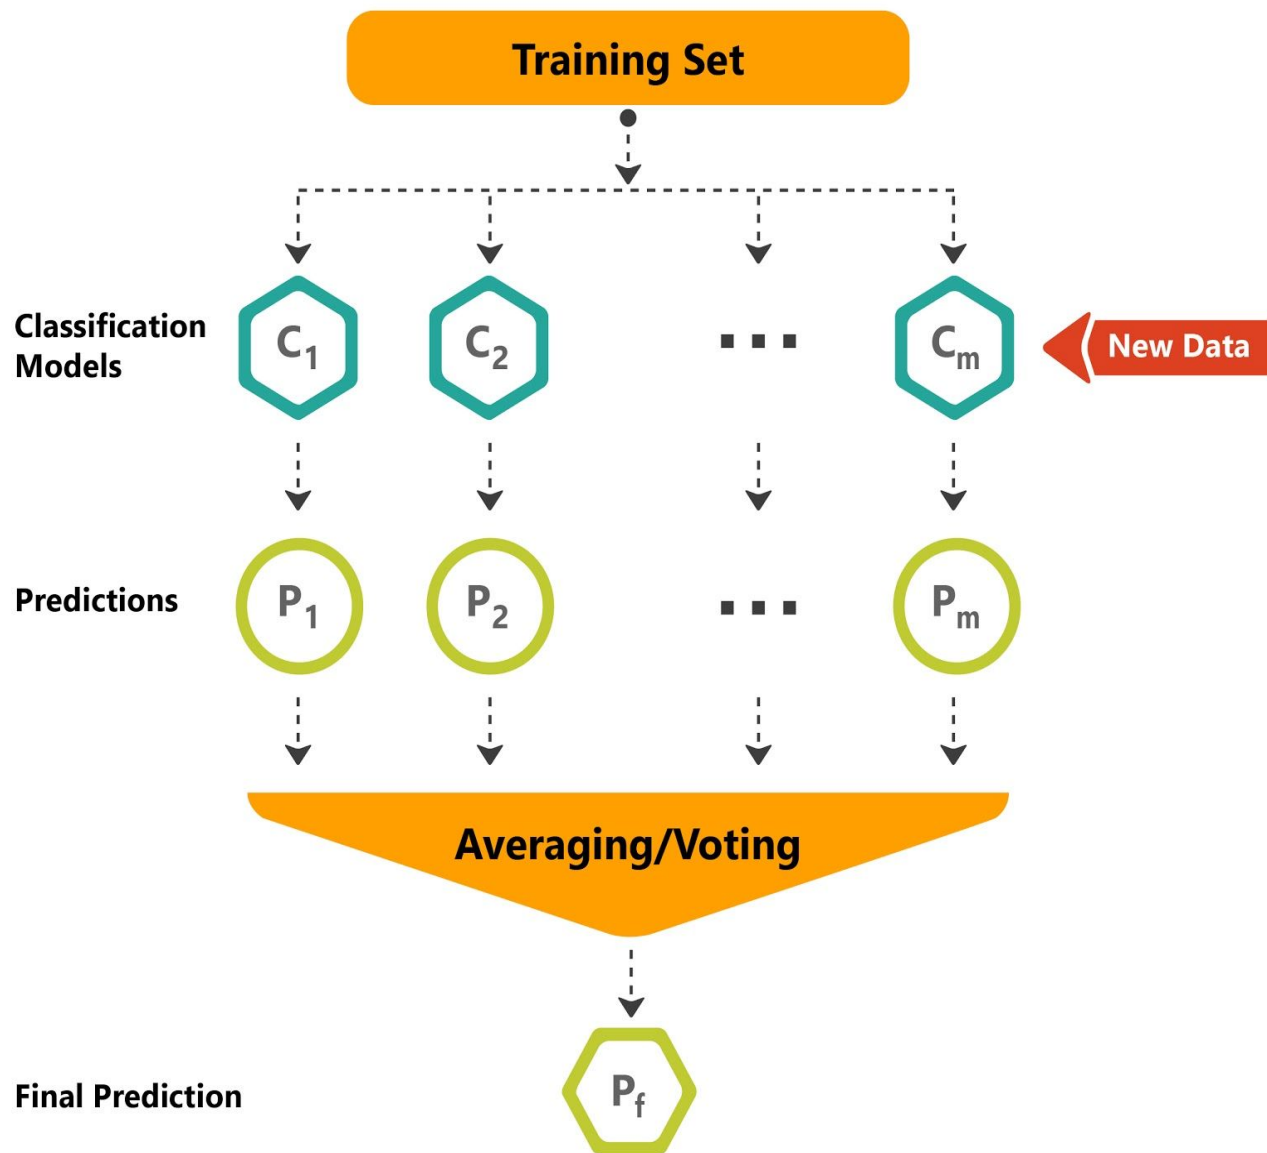 Training Set
Classification
Models
C1
C2
...
Cm
New Data
Predictions
P1
P2
...
Pm
Averaging/Voting
Final Prediction
Pf